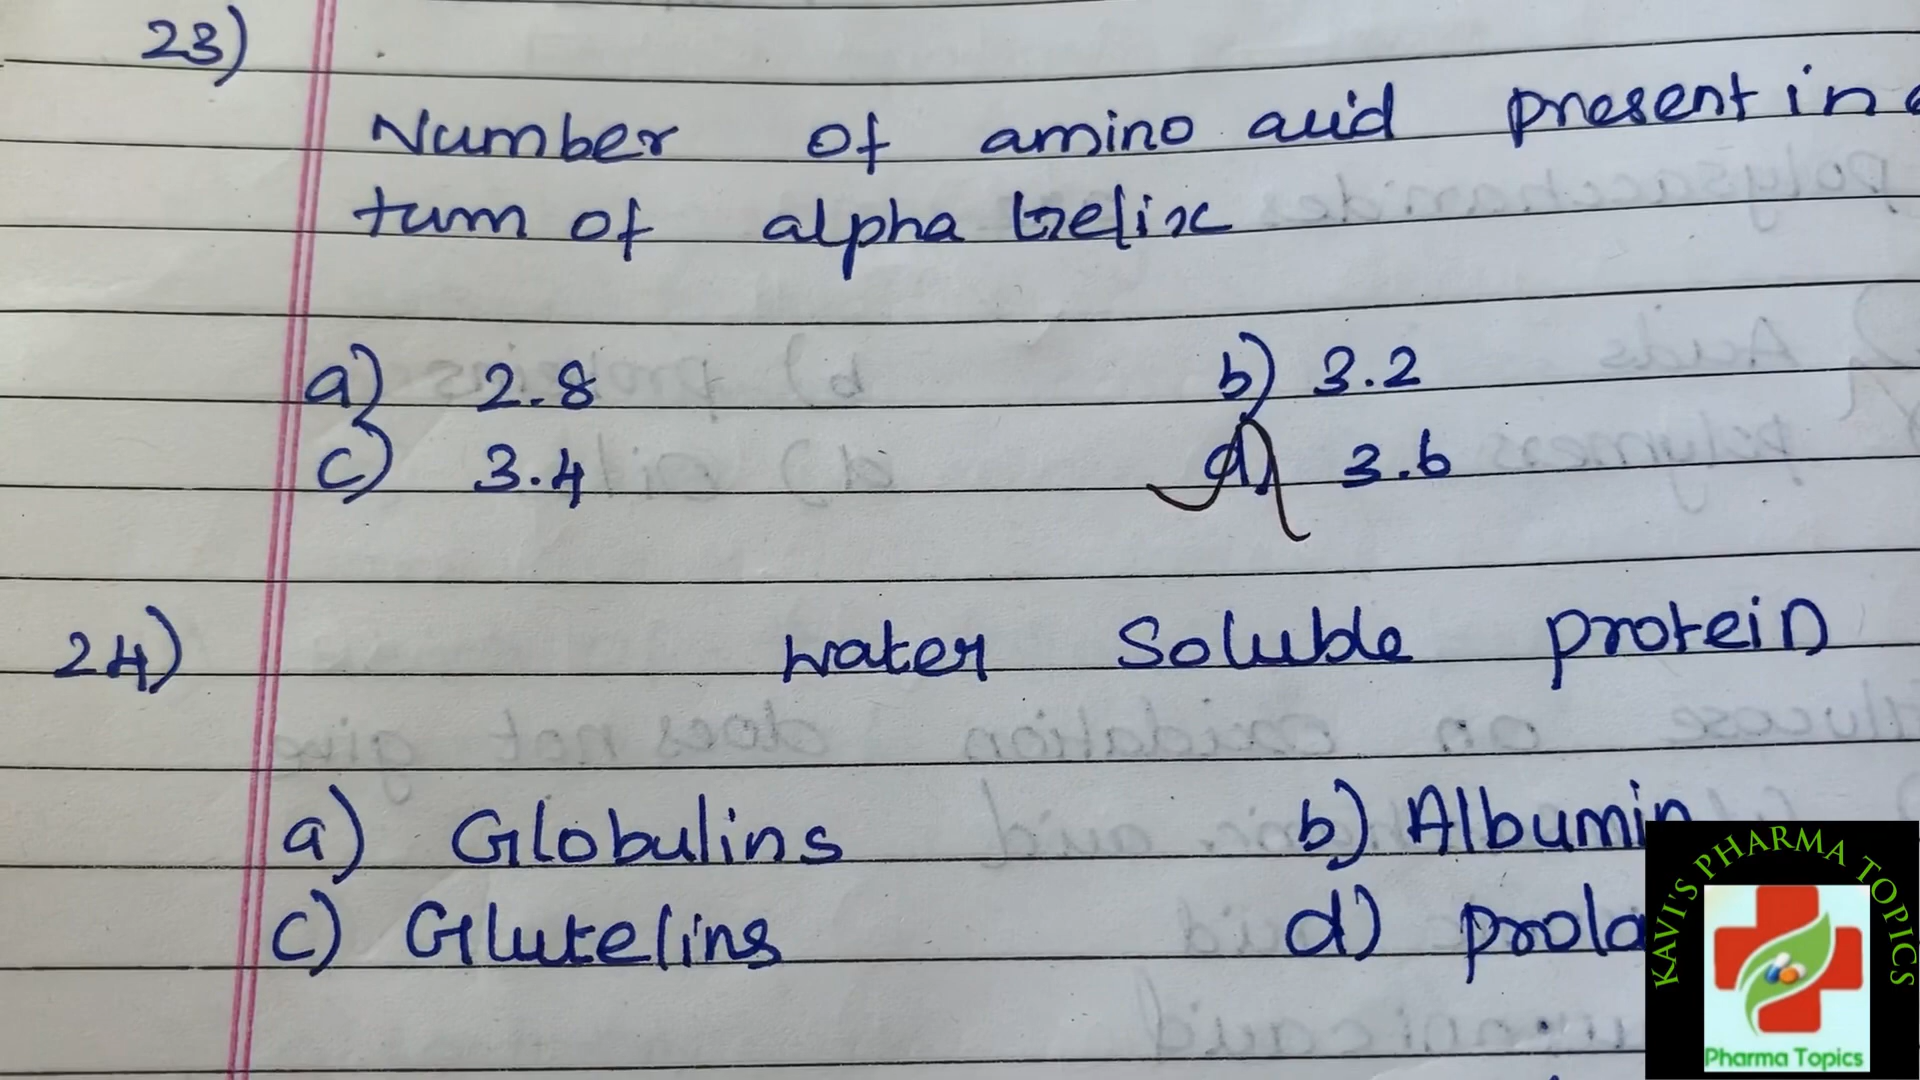 23)
Number of amino acid present in
turn of alpha helix
a) 2.8 b) 3.2
c) 3.4 d) 3.6
24) water soluble protein
a) Globulins b) Albumin
c) Glutelins d) prola
KAVI'S PHARMA TOPICS
Pharma Topics